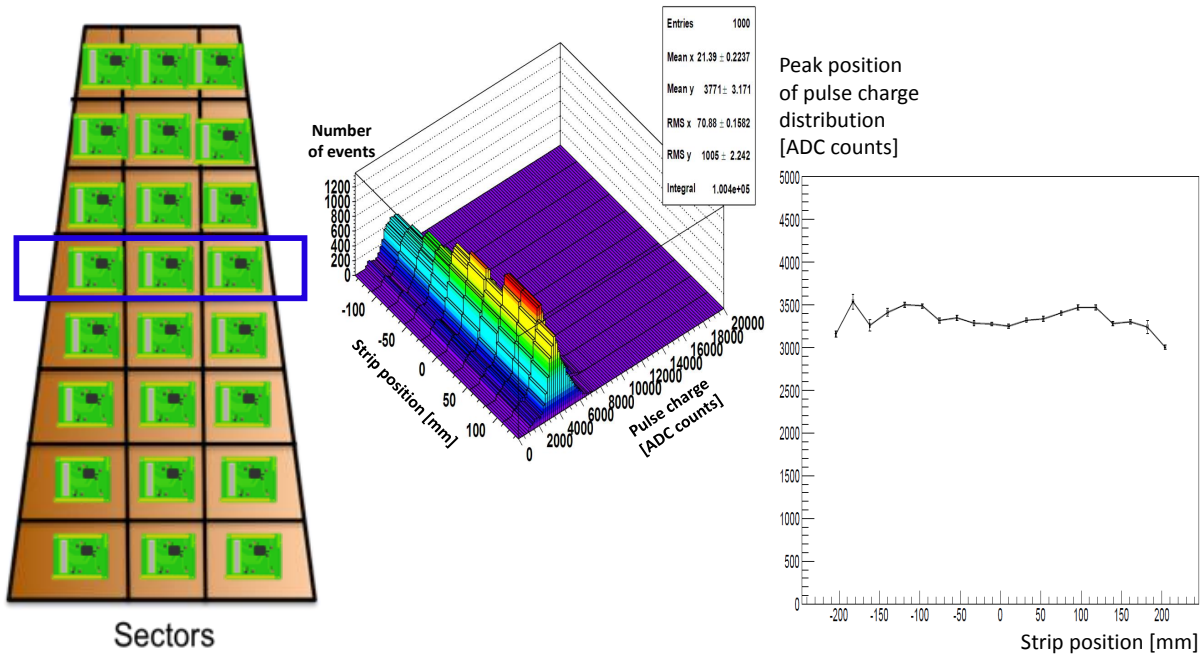 Sectors
Number
of events
1200
1000
800
600
400
200
0
-100
-50
0
50
100
Strip position [mm]
0
2000
4000
6000
8000
10000
12000
14000
16000
18000
20000
Pulse charge
[ADC counts]
Entries 1000
Mean x 21.39 ± 0.2237
Mean y 3771 ± 3.171
RMS x 70.88 ± 0.1582
RMS y 1005 ± 2.242
Integral 1.004e+05
Peak position
of pulse charge
distribution
[ADC counts]
5000
4500
4000
3500
3000
2500
2000
1500
1000
500
0
-200 -150 -100 -50 0 50 100 150 200
Strip position [mm]